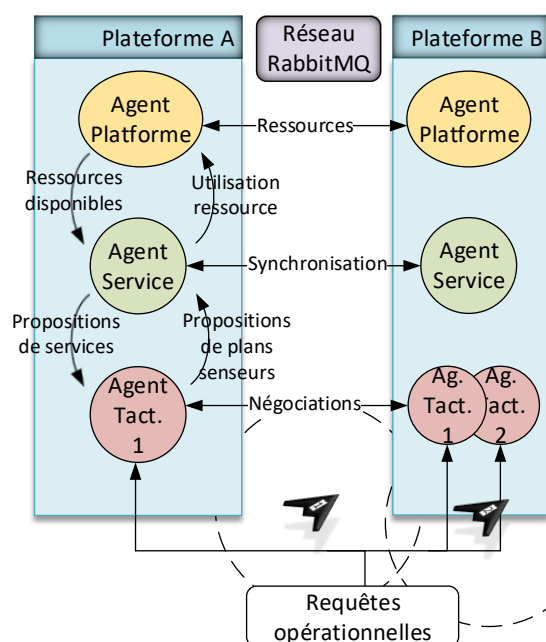 Plateforme A
Réseau
RabbitMQ
Plateforme B
Agent
Platforme
Ressources
Agent
Platforme
Ressources
disponibles
Utilisation
ressource
Agent
Service
Synchronisation
Agent
Service
Propositions
de services
Propositions
de plans
senseurs
Agent
Tact.
1
Négociations
Ag.
Tact.
1
Ag.
Tact.
2
Requêtes
opérationnelles